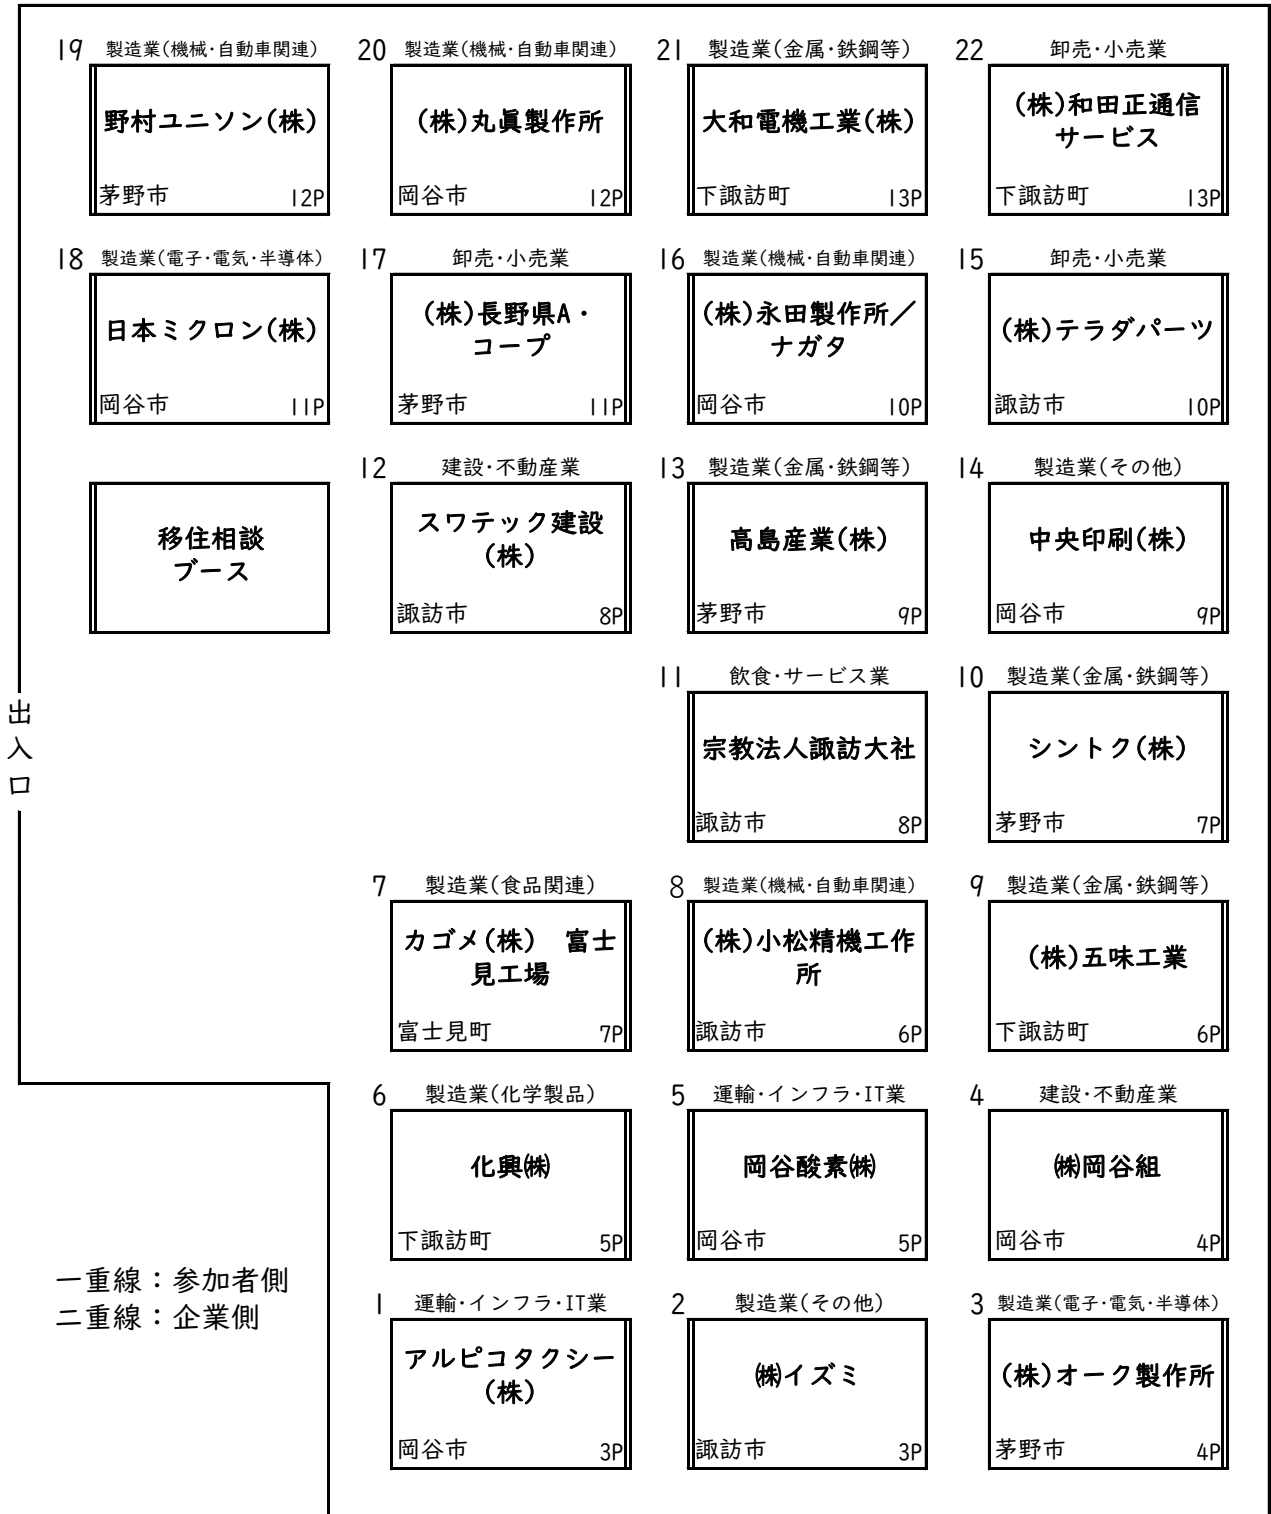 19 製造業(機械・自動車関連)
野村ユニソン(株)
茅野市 12P
20 製造業(機械・自動車関連)
(株)丸眞製作所
岡谷市 12P
21 製造業(金属・鉄鋼等)
大和電機工業(株)
下諏訪町 13P
22 卸売・小売業
(株)和田正通信
サービス
下諏訪町 13P
18 製造業(電子・電気・半導体)
日本ミクロン(株)
岡谷市 11P
17 卸売・小売業
(株)長野県A・
コープ
茅野市 11P
16 製造業(機械・自動車関連)
(株)永田製作所／
ナガタ
岡谷市 10P
15 卸売・小売業
(株)テラダパーツ
諏訪市 10P
移住相談
ブース
12 建設・不動産業
スワテック建設
(株)
諏訪市 8P
13 製造業(金属・鉄鋼等)
高島産業(株)
茅野市 9P
14 製造業(その他)
中央印刷(株)
岡谷市 9P
出入口
11 飲食・サービス業
宗教法人諏訪大社
諏訪市 8P
10 製造業(金属・鉄鋼等)
シントク(株)
茅野市 7P
7 製造業(食品関連)
カゴメ(株)　富士
見工場
富士見町 7P
8 製造業(機械・自動車関連)
(株)小松精機工作
所
諏訪市 6P
9 製造業(金属・鉄鋼等)
(株)五味工業
下諏訪町 6P
6 製造業(化学製品)
化興㈱
下諏訪町 5P
5 運輸・インフラ・IT業
岡谷酸素㈱
岡谷市 5P
4 建設・不動産業
㈱岡谷組
岡谷市 4P
一重線：参加者側
二重線：企業側
1 運輸・インフラ・IT業
アルピコタクシー
(株)
岡谷市 3P
2 製造業(その他)
㈱イズミ
諏訪市 3P
3 製造業(電子・電気・半導体)
(株)オーク製作所
茅野市 4P